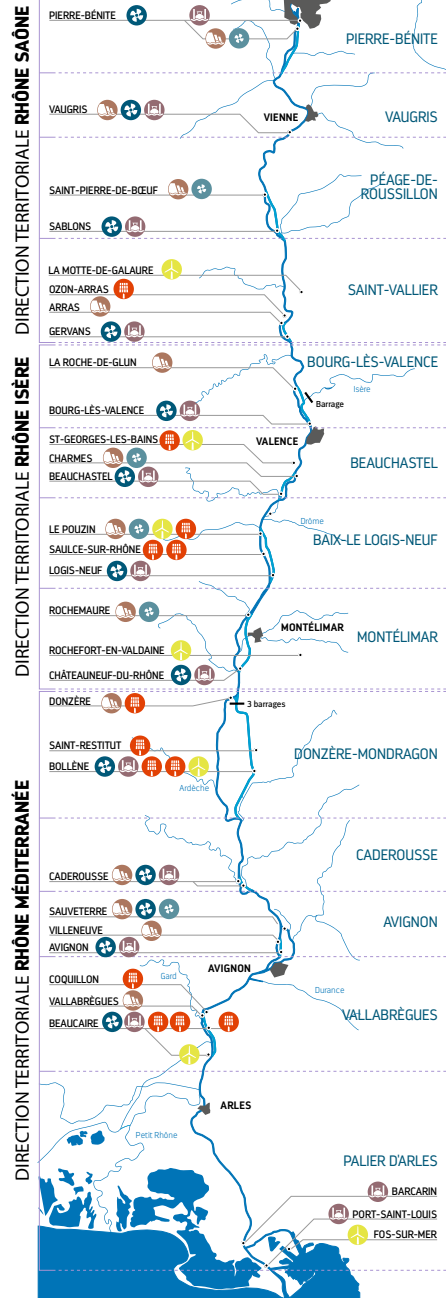 DIRECTION TERRITORIALE RHÔNE SAÔNE
PIERRE-BÉNITE
PIERRE-BÉNITE
VAUGRIS
VIENNE
VAUGRIS
SAINT-PIERRE-DE-BŒUF
PÉAGE-DE-
ROUSSILLON
SABLONS
LA MOTTE-DE-GALAURE
OZON-ARRAS
SAINT-VALLIER
ARRAS
GERVANS
DIRECTION TERRITORIALE RHÔNE ISÈRE
LA ROCHE-DE-GLUN
BOURG-LÈS-VALENCE
Isère
Barrage
BOURG-LÈS-VALENCE
ST-GEORGES-LES-BAINS
VALENCE
CHARMES
BEAUCHASTEL
BEAUCHASTEL
Drôme
LE POUZIN
BAIX-LE LOGIS-NEUF
SAULCE-SUR-RHÔNE
LOGIS-NEUF
ROCHEMAURE
MONTÉLIMAR
MONTÉLIMAR
ROCHEFORT-EN-VALDAINE
CHÂTEAUNEUF-DU-RHÔNE
DIRECTION TERRITORIALE RHÔNE MÉDITERRANÉE
DONZÈRE
3 barrages
SAINT-RESTITUT
DONZÈRE-MONDRAGON
BOLLÈNE
Ardèche
CADEROUSSE
CADEROUSSE
SAUVETERRE
AVIGNON
VILLENEUVE
AVIGNON
AVIGNON
COQUILLON
Gard
Durance
VALLABRÈGUES
VALLABRÈGUES
BEAUCAIRE
ARLES
Petit Rhône
PALIER D'ARLES
BARCARIN
PORT-SAINT-LOUIS
FOS-SUR-MER